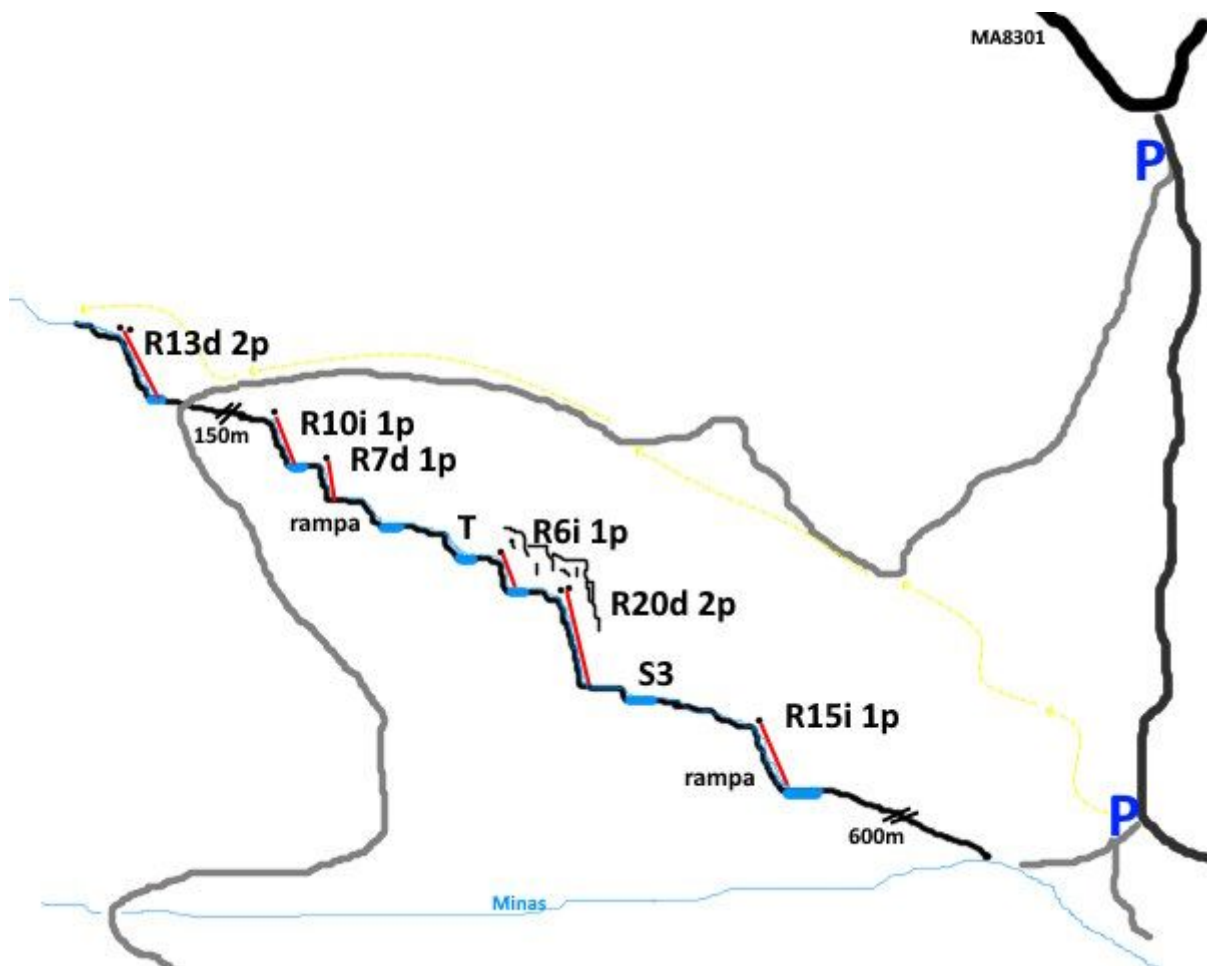 MA8301
P
R13d 2p
R10i 1p
150m
R7d 1p
rampa
T
R6i 1p
R20d 2p
S3
R15i 1p
rampa
P
600m
Minas